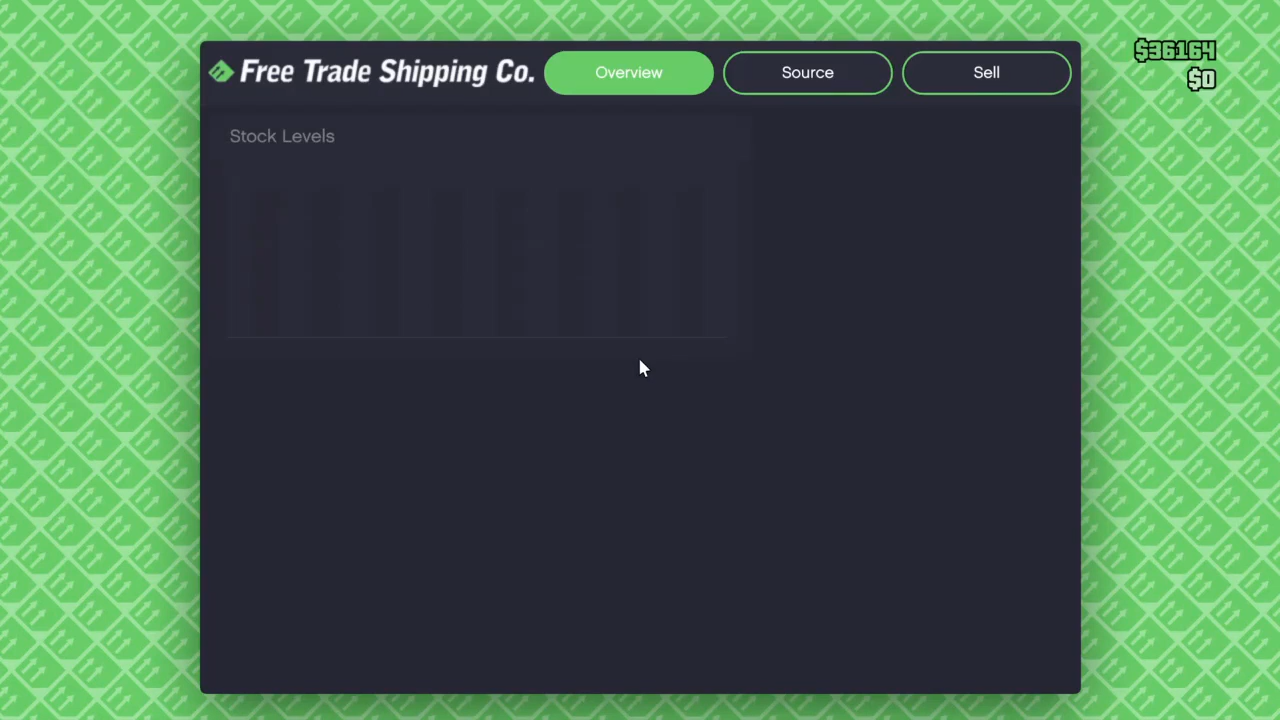 Free Trade Shipping Co.
Overview
Source
Sell
$36164
$0
Stock Levels